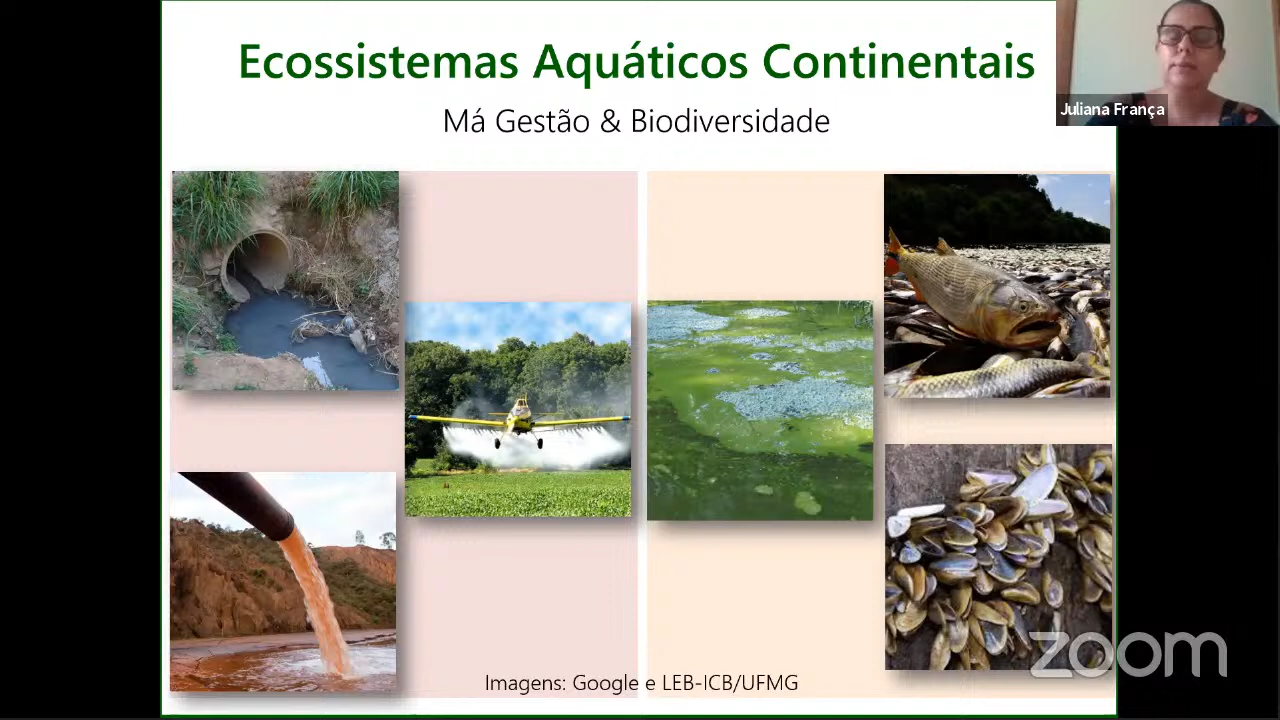 Ecossistemas Aquáticos Continentais
Má Gestão & Biodiversidade
Juliana França
Imagens: Google e LEB-ICB/UFMG
zoom